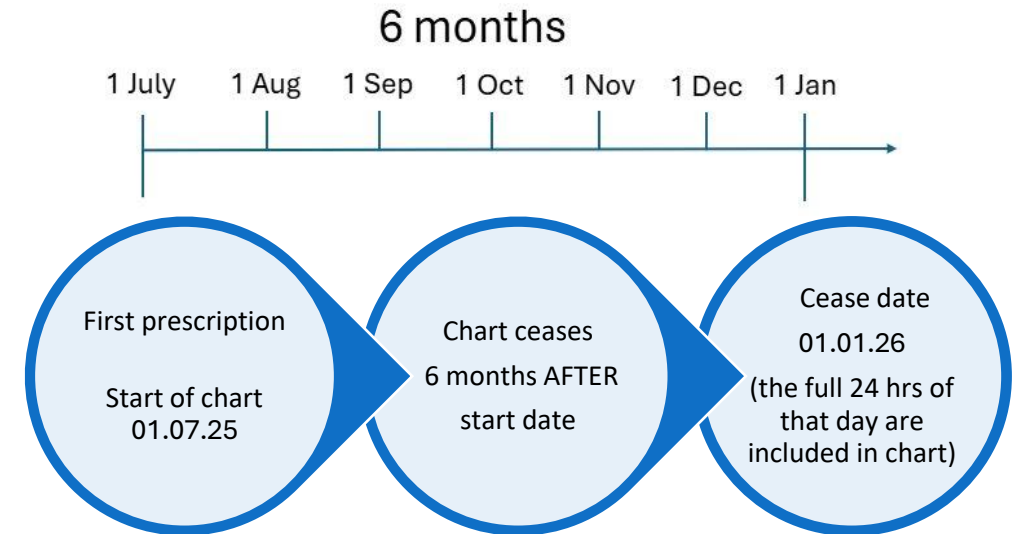 6 months
1 July 1 Aug 1 Sep 1 Oct 1 Nov 1 Dec 1 Jan
First prescription
Start of chart
01.07.25
Chart ceases
6 months AFTER
start date
Cease date
01.01.26
(the full 24 hrs of
that day are
included in chart)